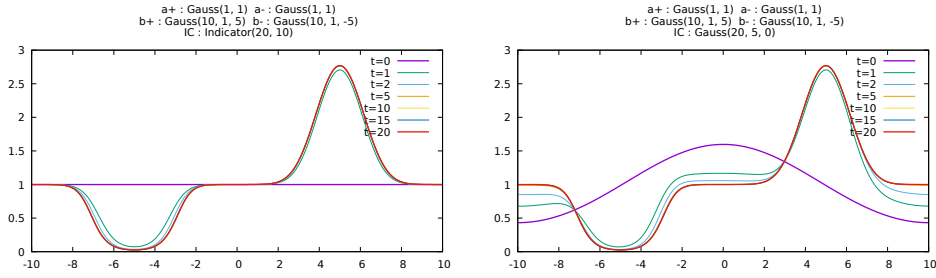 a+ : Gauss(1, 1)  a- : Gauss(1, 1)
b+ : Gauss(10, 1, 5)  b- : Gauss(10, 1, -5)
IC : Indicator(20, 10)
3
2.5
2
1.5
1
0.5
0
-10 -8 -6 -4 -2 0 2 4 6 8 10
t=0
t=1
t=2
t=5
t=10
t=15
t=20
a+ : Gauss(1, 1)  a- : Gauss(1, 1)
b+ : Gauss(10, 1, 5)  b- : Gauss(10, 1, -5)
IC : Gauss(20, 5, 0)
3
2.5
2
1.5
1
0.5
0
-10 -8 -6 -4 -2 0 2 4 6 8 10
t=0
t=1
t=2
t=5
t=10
t=15
t=20